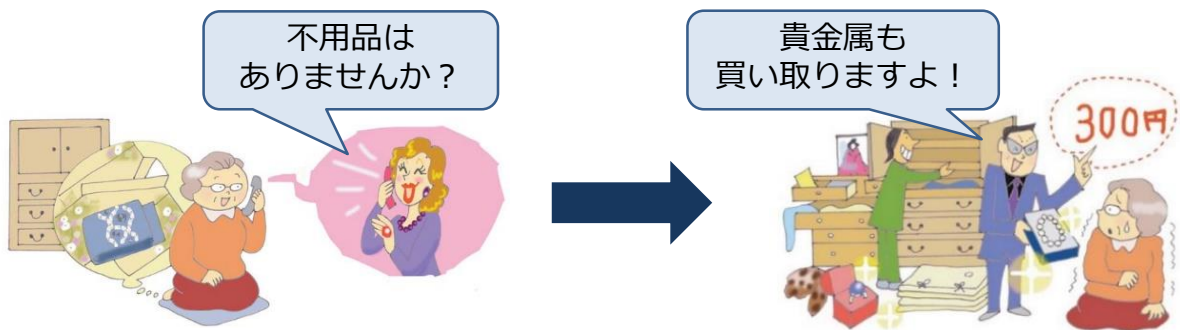 不用品は
ありませんか？
貴金属も
買い取りますよ！
300円